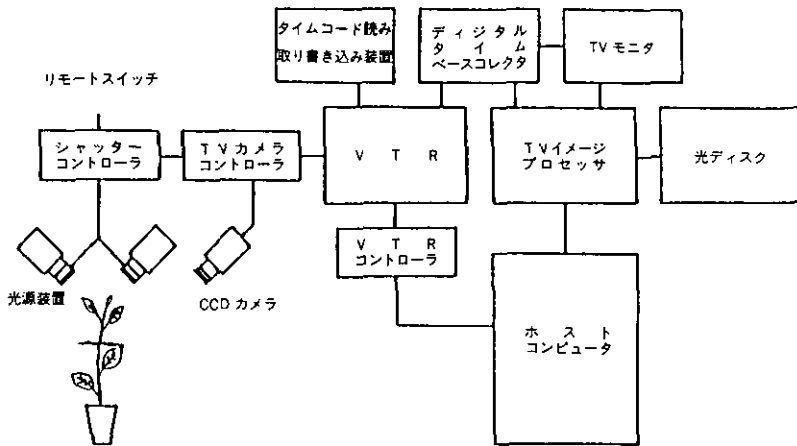 タイムコード読み
取り書き込み装置
ディジタル
タイム
ベースコレクタ
TVモニタ
リモートスイッチ
シャッター
コントローラ
TVカメラ
コントローラ
VTR
TVイメージ
プロセッサ
光ディスク
VTR
コントローラ
光源装置
CCDカメラ
ホスト
コンピュータ